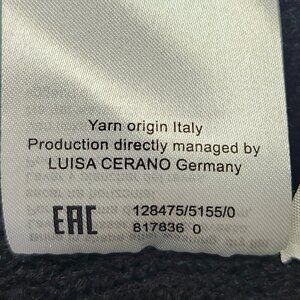 Yarn origin Italy
Production directly managed by
LUISA CERANO Germany
EAC 128475/5155/0
817836 0